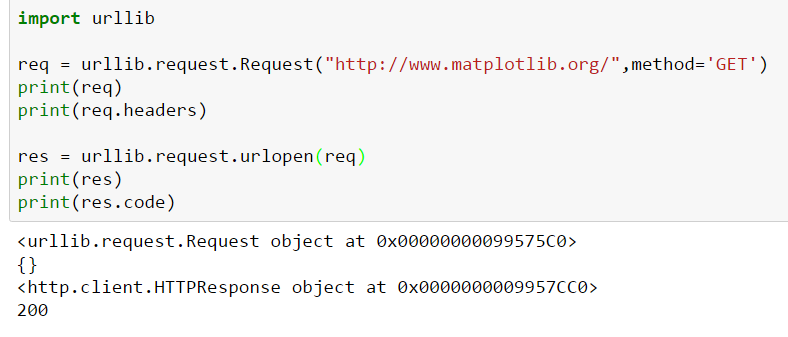 import urllib
req = urllib.request.Request("http://www.matplotlib.org/",method='GET')
print(req)
print(req.headers)
res = urllib.request.urlopen(req)
print(res)
print(res.code)
<urllib.request.Request object at 0x00000000099575C0>
{}
<http.client.HTTPResponse object at 0x0000000009957CC0>
200